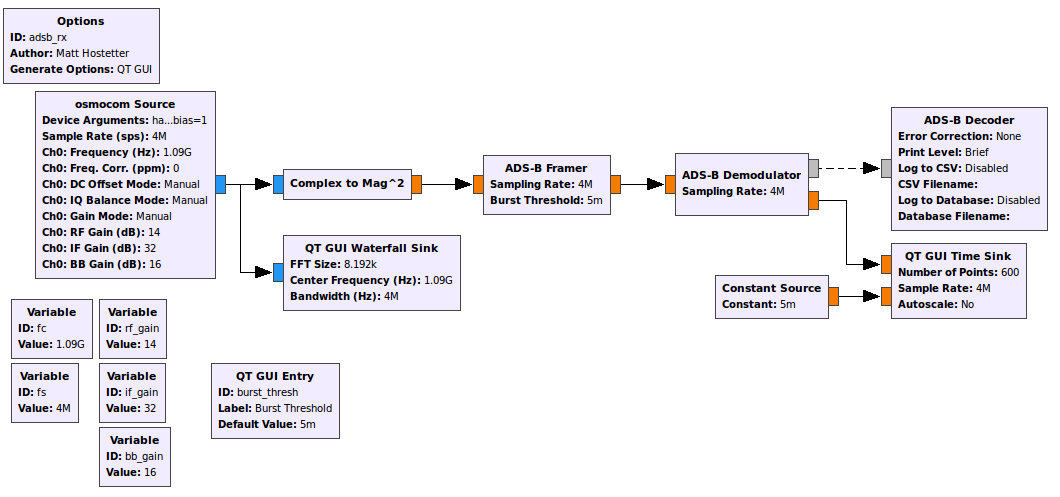 Options
ID: adsb_rx
Author: Matt Hostetter
Generate Options: QT GUI
osmocom Source
Device Arguments: ha...bias=1
Sample Rate (sps): 4M
Ch0: Frequency (Hz): 1.09G
Ch0: Freq. Corr. (ppm): 0
Ch0: DC Offset Mode: Manual
Ch0: IQ Balance Mode: Manual
Ch0: Gain Mode: Manual
Ch0: RF Gain (dB): 14
Ch0: IF Gain (dB): 32
Ch0: BB Gain (dB): 16
Complex to Mag^2
QT GUI Waterfall Sink
FFT Size: 8.192k
Center Frequency (Hz): 1.09G
Bandwidth (Hz): 4M
ADS-B Framer
Sampling Rate: 4M
Burst Threshold: 5m
ADS-B Demodulator
Sampling Rate: 4M
ADS-B Decoder
Error Correction: None
Print Level: Brief
Log to CSV: Disabled
CSV Filename:
Log to Database: Disabled
Database Filename:
Constant Source
Constant: 5m
QT GUI Time Sink
Number of Points: 600
Sample Rate: 4M
Autoscale: No
Variable
ID: fc
Value: 1.09G
Variable
ID: rf_gain
Value: 14
Variable
ID: fs
Value: 4M
Variable
ID: if_gain
Value: 32
Variable
ID: bb_gain
Value: 16
QT GUI Entry
ID: burst_thresh
Label: Burst Threshold
Default Value: 5m